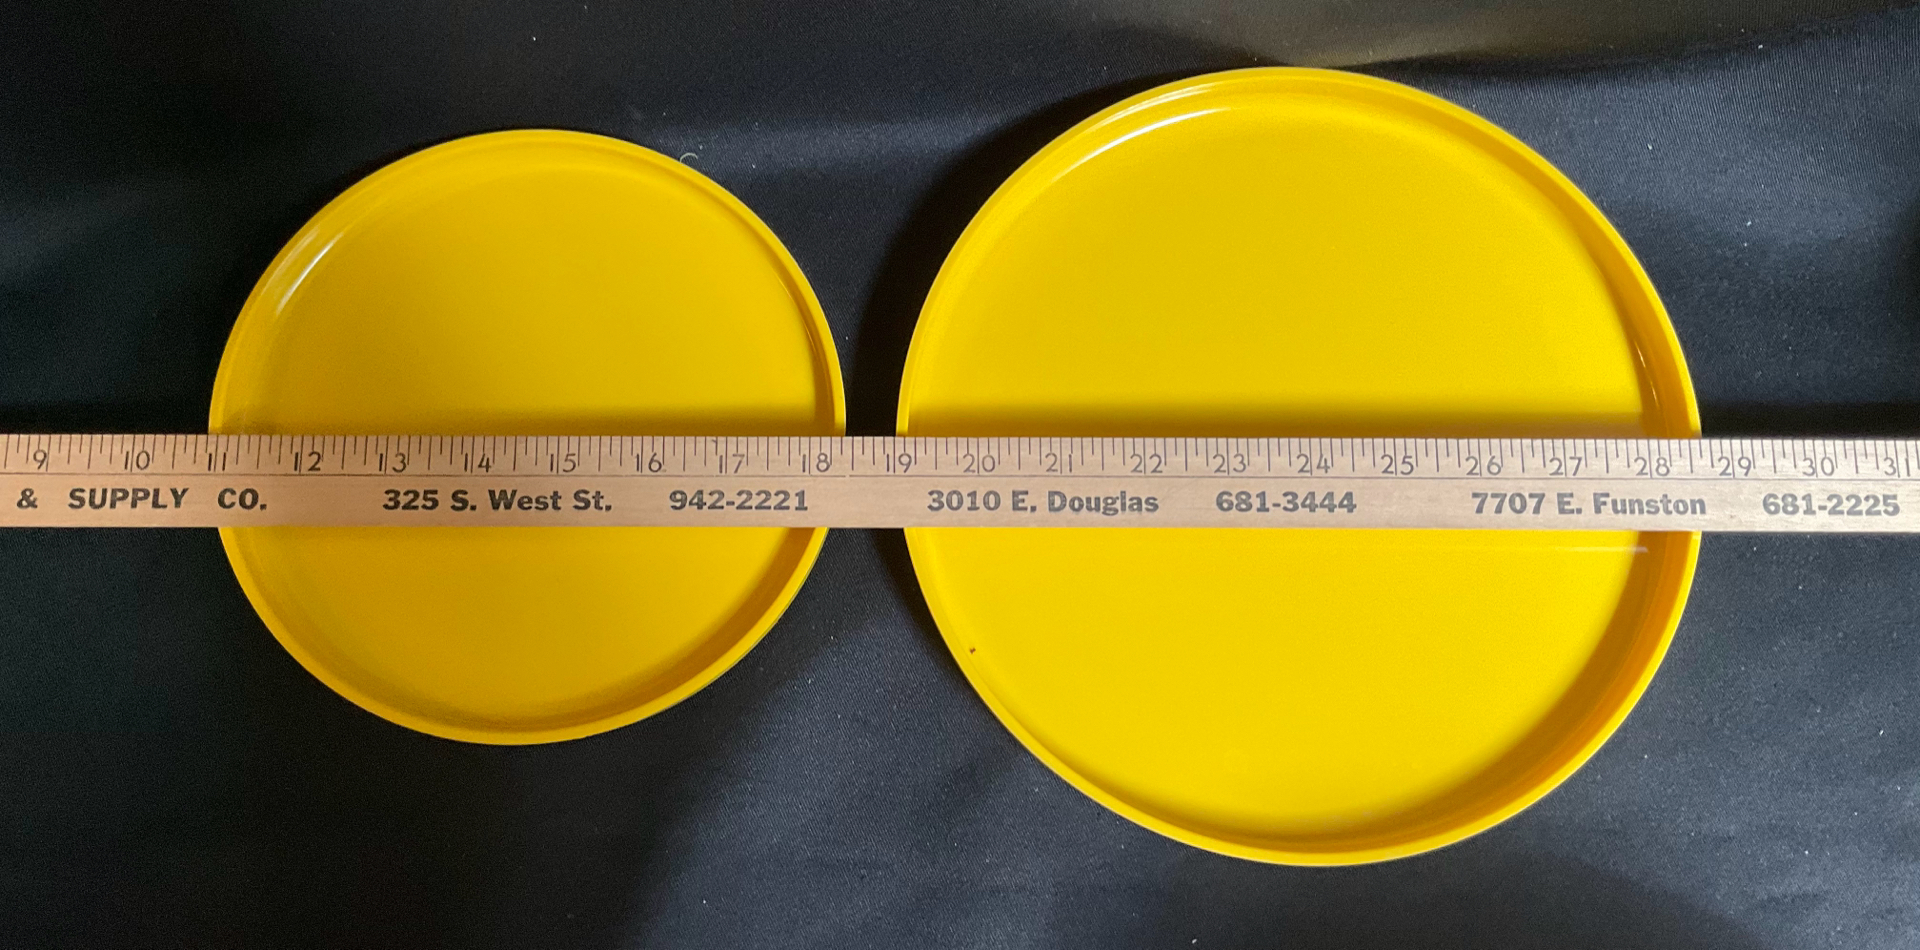 9 10 11 12 13 14 15 16 17 18 19 20 21 22 23 24 25 26 27 28 29 30 31
& SUPPLY CO. 325 S. West St. 942-2221 3010 E. Douglas 681-3444 7707 E. Funston 681-2225